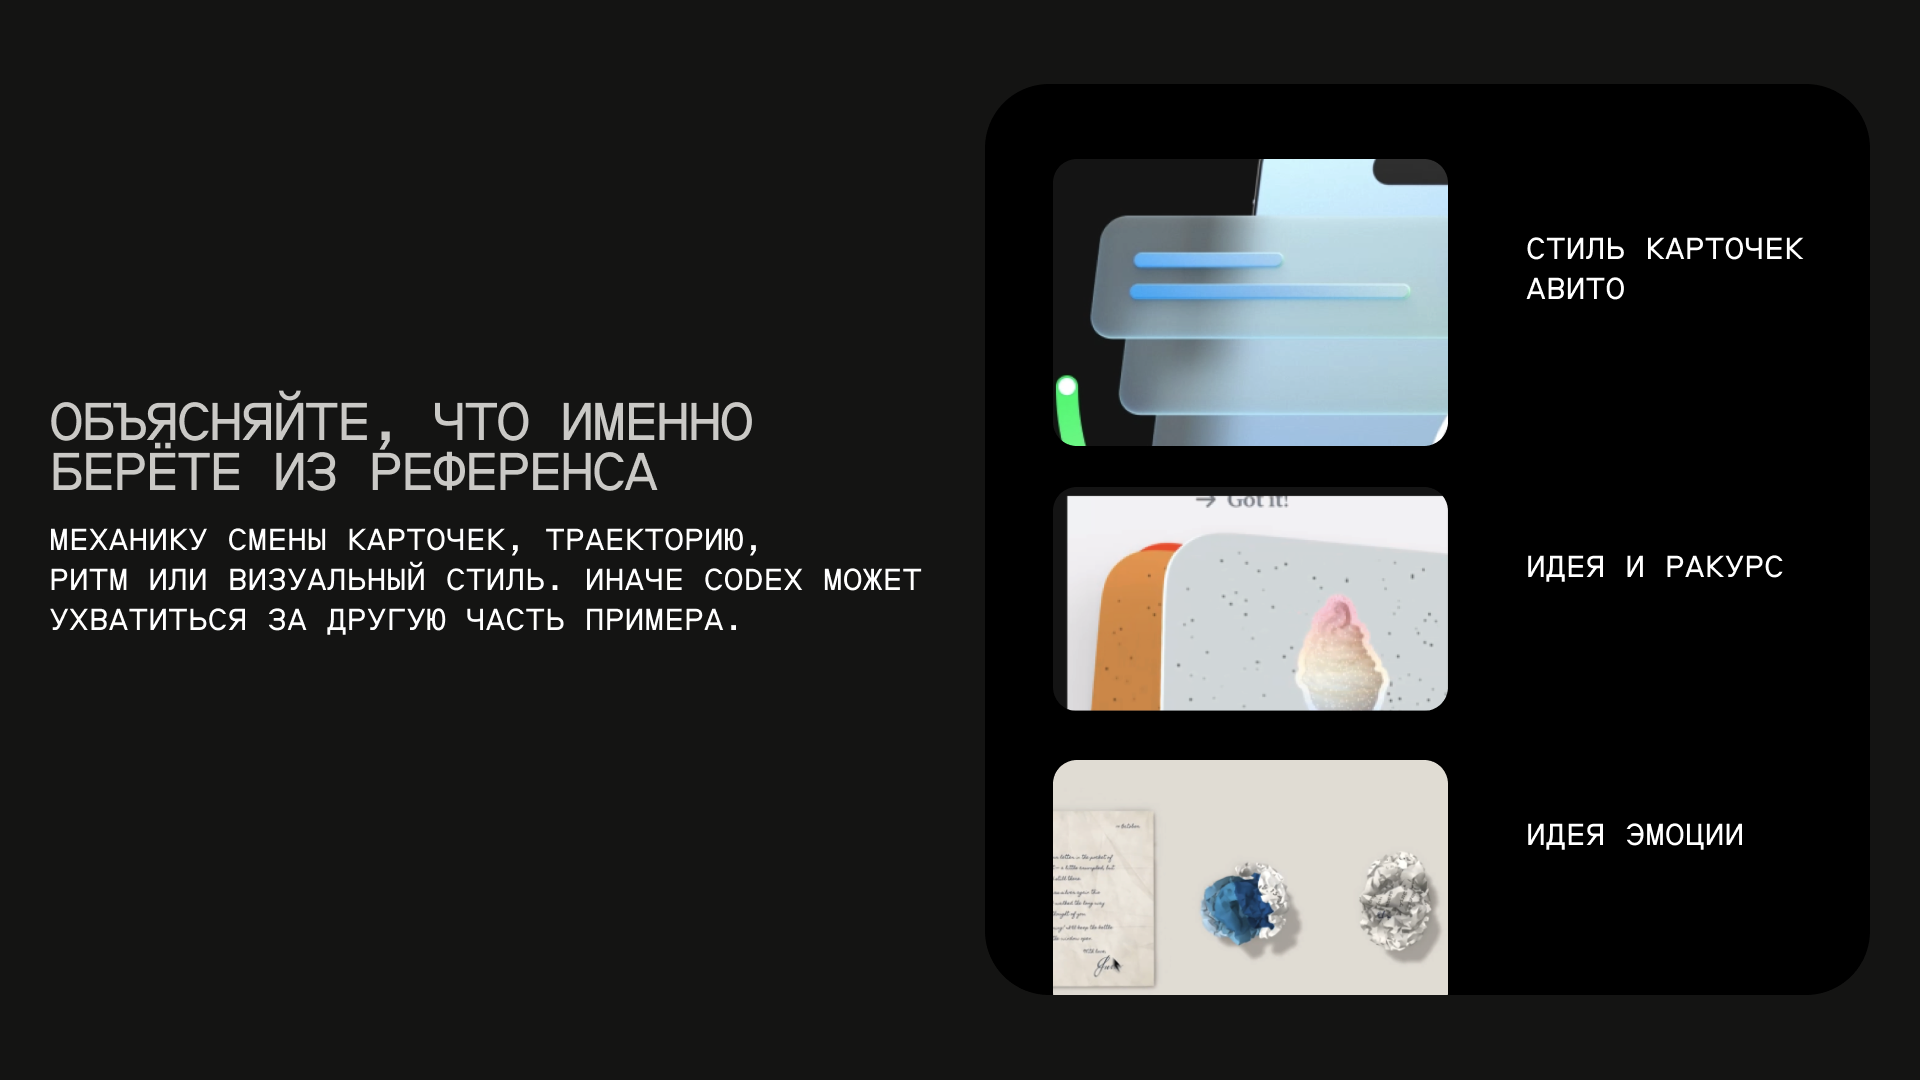 ОБЪЯСНЯЙТЕ, ЧТО ИМЕННО
БЕРЁТЕ ИЗ РЕФЕРЕНСА
МЕХАНИКУ СМЕНЫ КАРТОЧЕК, ТРАЕКТОРИЮ,
РИТМ ИЛИ ВИЗУАЛЬНЫЙ СТИЛЬ. ИНАЧЕ CODEX МОЖЕТ
УХВАТИТЬСЯ ЗА ДРУГУЮ ЧАСТЬ ПРИМЕРА.
СТИЛЬ КАРТОЧЕК
АВИТО
→ Got it!
ИДЕЯ И РАКУРС
ИДЕЯ ЭМОЦИИ